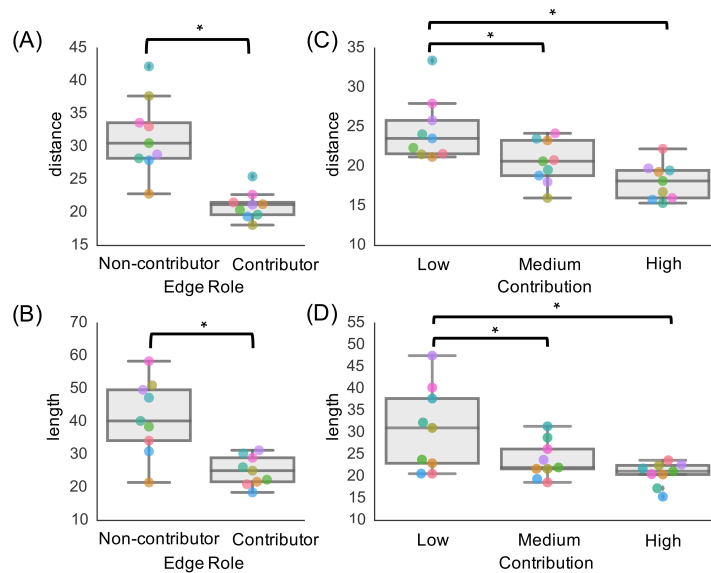 (A)
45
40
35
30
25
20
15
distance
*
Non-contributor Contributor
Edge Role
(C)
35
30
25
20
15
10
distance
*
*
Low Medium High
Contribution
(B)
70
60
50
40
30
20
10
length
*
Non-contributor Contributor
Edge Role
(D)
55
50
45
40
35
30
25
20
15
10
length
*
*
Low Medium High
Contribution